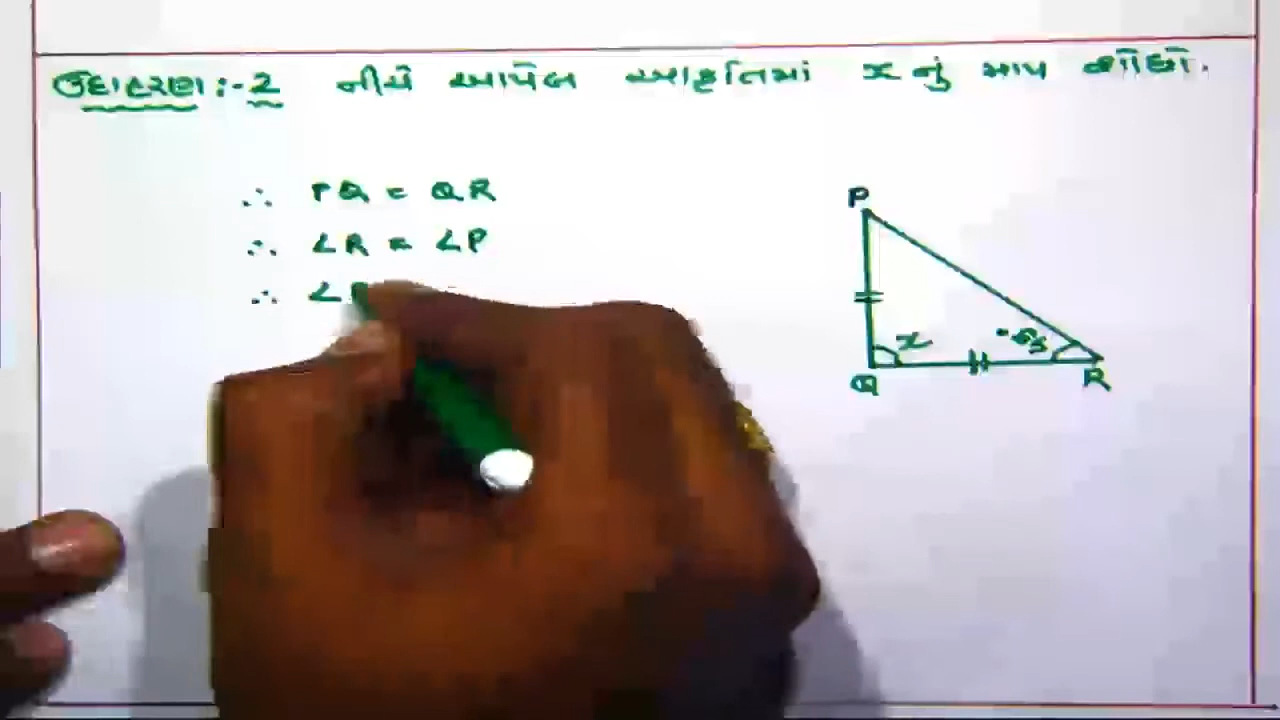 ઉદાહરણ:-2 નીચે આપેલ આકૃતિમાં x નું માપ શોધો.
∴ PQ = QR
∴ ∠R = ∠P
∴ ∠
P
x
Q
R